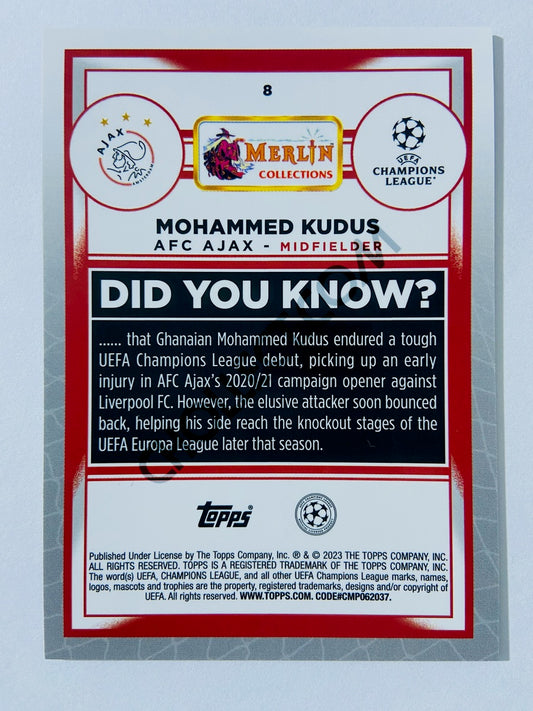 8
AJAX
AMSTERDAM
MERLIN
COLLECTIONS
UEFA
CHAMPIONS
LEAGUE®
MOHAMMED KUDUS
AFC AJAX - MIDFIELDER
DID YOU KNOW?
...... that Ghanaian Mohammed Kudus endured a tough
UEFA Champions League debut, picking up an early
injury in AFC Ajax's 2020/21 campaign opener against
Liverpool FC. However, the elusive attacker soon bounced
back, helping his side reach the knockout stages of the
UEFA Europa League later that season.
Topps®
Published Under License by The Topps Company, Inc. ® & © 2023 THE TOPPS COMPANY, INC.
ALL RIGHTS RESERVED. TOPPS IS A REGISTERED TRADEMARK OF THE TOPPS COMPANY, INC.
The word(s) UEFA, CHAMPIONS LEAGUE, and all other UEFA Champions League marks, names,
logos, mascots and trophies are the property, registered trademarks, designs and/or copyright of
UEFA. All rights reserved. WWW.TOPPS.COM. CODE#CMP062037.